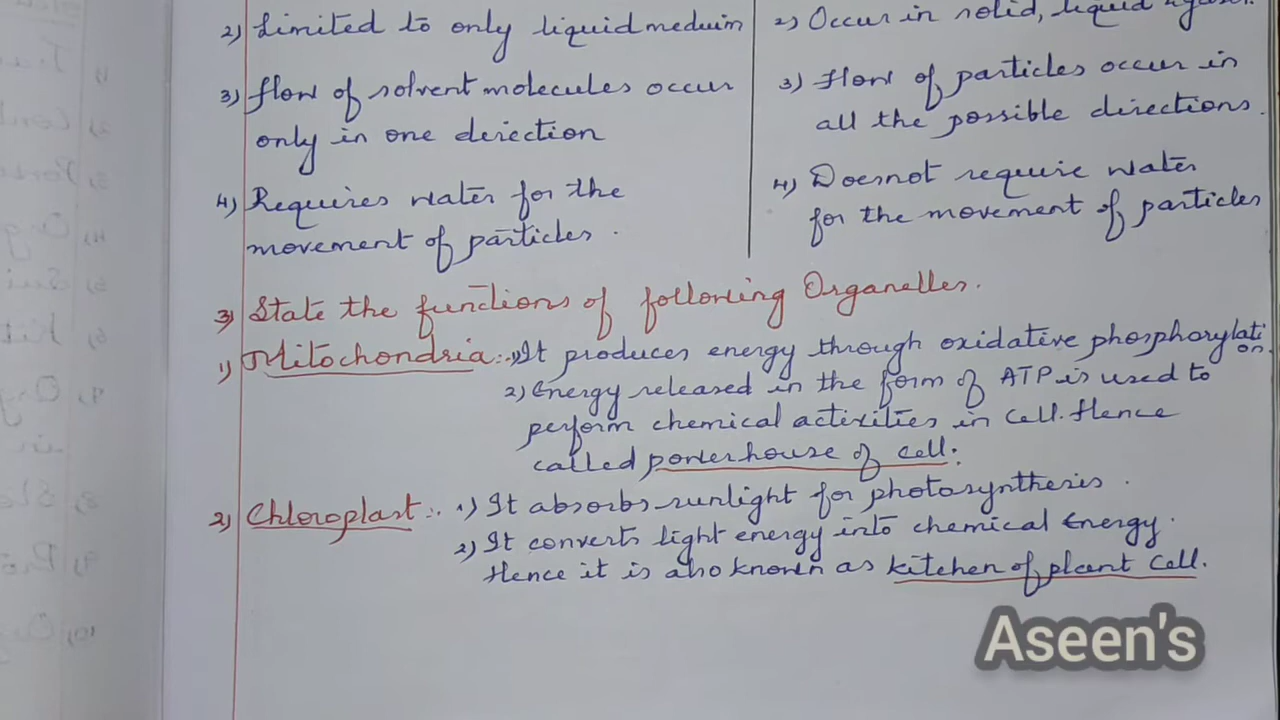 2) Limited to only liquid medium
3) flow of solvent molecules occur
only in one direction
4) Requires water for the
movement of particles.
2) Occur in solid, liquid
3) flow of particles occur in
all the possible directions.
4) Doesnot require water
for the movement of particles
3) State the functions of following Organelles.
1) Mitochondria:- 1) It produces energy through oxidative phosphorylation
2) Energy released in the form of ATP is used to
perform chemical activities in cell. Hence
called powerhouse of cell.
2) Chloroplast:- 1) It absorbs sunlight for photosynthesis.
2) It converts light energy into chemical Energy.
Hence it is also known as kitchen of plant cell.
Aseen's